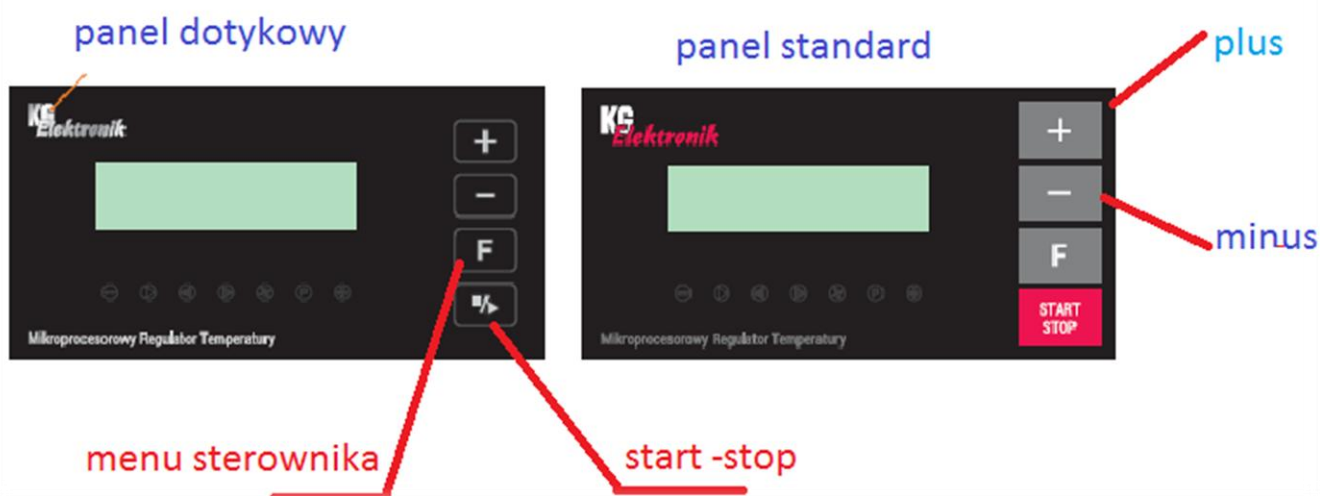 panel dotykowy
panel standard
plus
KG
Elektronik
+
−
F
■/▶
Mikroprocesorowy Regulator Temperatury
KG
Elektronik
+
−
F
START
STOP
Mikroprocesorowy Regulator Temperatury
minus
menu sterownika
start -stop